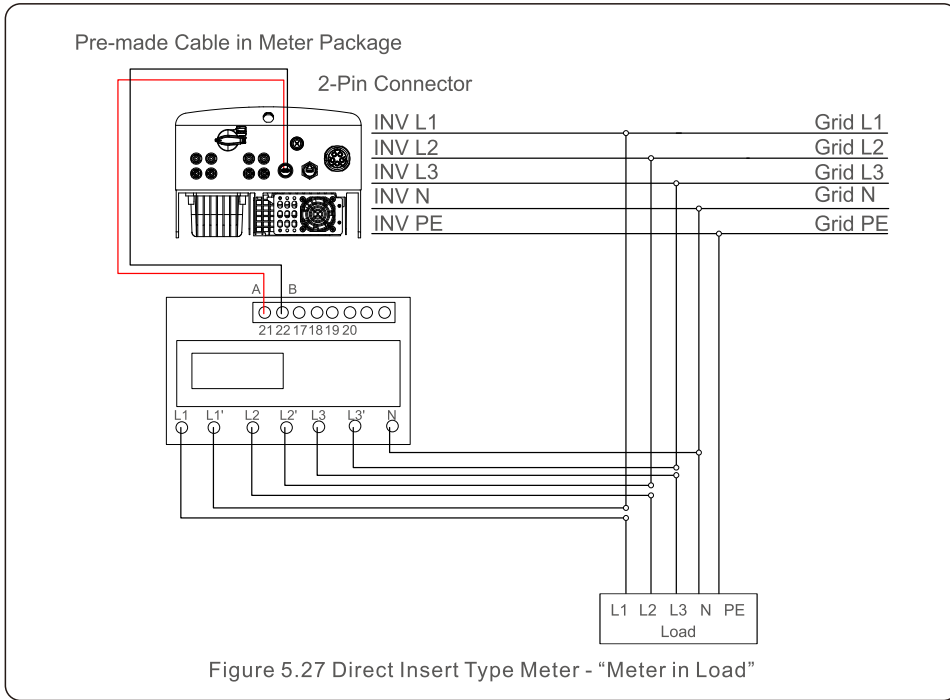 Pre-made Cable in Meter Package
2-Pin Connector
INV L1 Grid L1
INV L2 Grid L2
INV L3 Grid L3
INV N Grid N
INV PE Grid PE
A B
21 22 17 18 19 20
L1 L1' L2 L2' L3 L3' N
L1 L2 L3 N PE
Load
Figure 5.27 Direct Insert Type Meter - “Meter in Load”